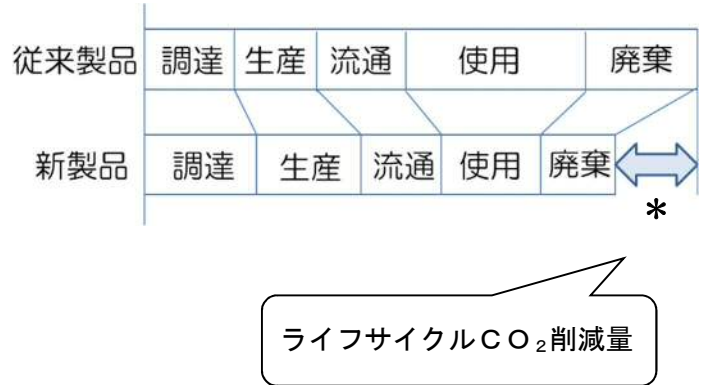 従来製品 調達 生産 流通 使用 廃棄
新製品 調達 生産 流通 使用 廃棄
*
ライフサイクルCO₂削減量